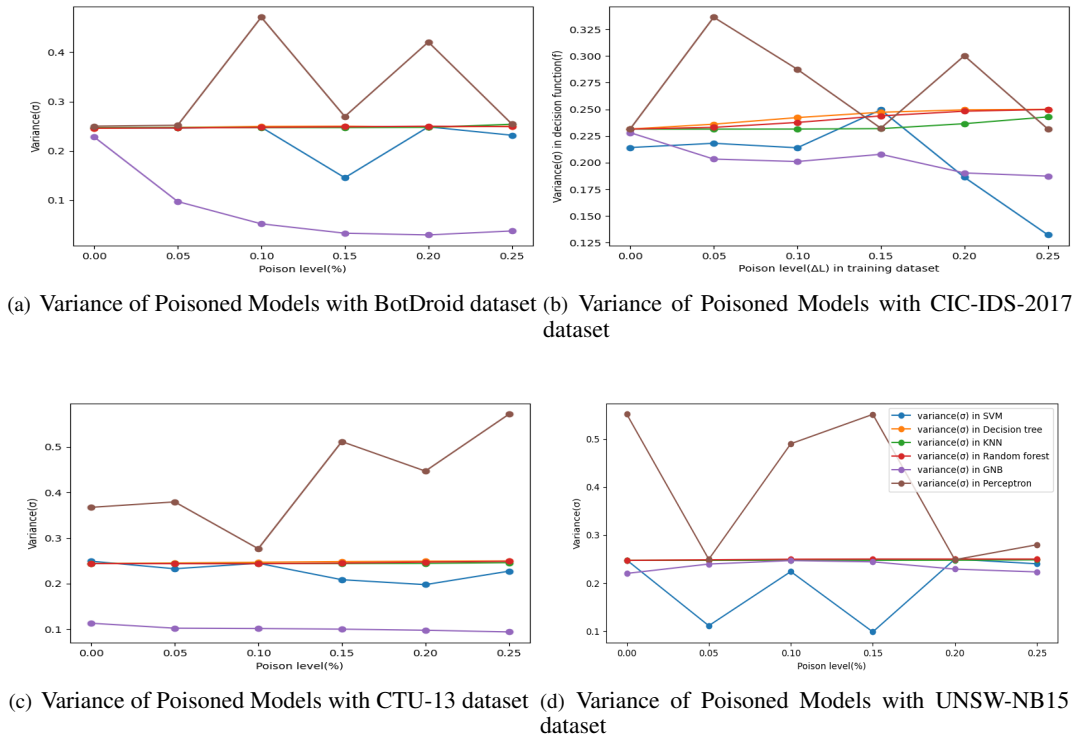 0.4
0.3
0.2
0.1
Variance(σ)
0.00
0.05
0.10
0.15
0.20
0.25
Poison level(%)
0.325
0.300
0.275
0.250
0.225
0.200
0.175
0.150
0.125
Variance(σ) in decision function(f)
0.00
0.05
0.10
0.15
0.20
0.25
Poison level(ΔL) in training dataset
(a) Variance of Poisoned Models with BotDroid dataset
(b) Variance of Poisoned Models with CIC-IDS-2017
dataset
0.5
0.4
0.3
0.2
0.1
Variance(σ)
0.00
0.05
0.10
0.15
0.20
0.25
Poison level(%)
0.5
0.4
0.3
0.2
0.1
Variance(σ)
variance(σ) in SVM
variance(σ) in Decision tree
variance(σ) in KNN
variance(σ) in Random forest
variance(σ) in GNB
variance(σ) in Perceptron
0.00
0.05
0.10
0.15
0.20
0.25
Poison level(%)
(c) Variance of Poisoned Models with CTU-13 dataset
(d) Variance of Poisoned Models with UNSW-NB15
dataset